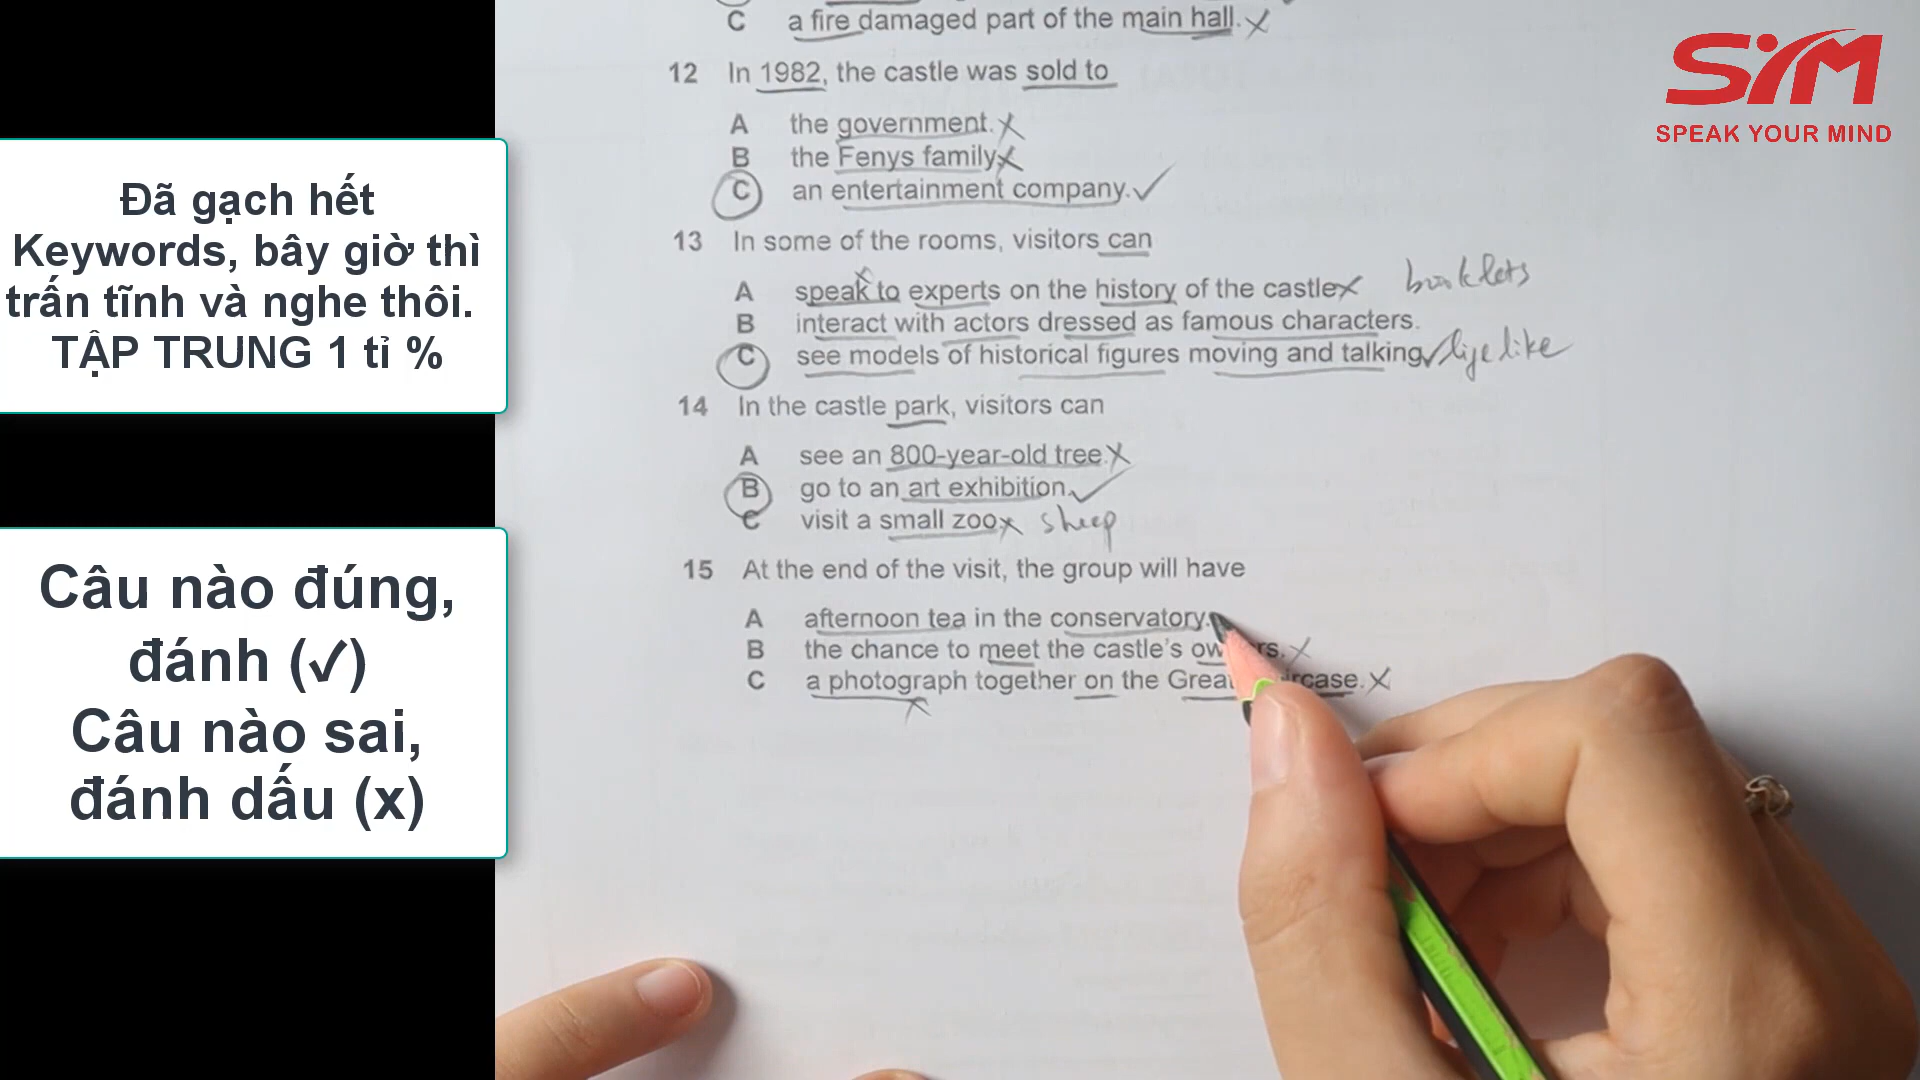 C a fire damaged part of the main hall. x
12 In 1982, the castle was sold to
A the government. x
B the Fenys family. x
C an entertainment company. ✓
13 In some of the rooms, visitors can
A speak to experts on the history of the castle x booklets
B interact with actors dressed as famous characters.
C see models of historical figures moving and talking ✓ lifelike
14 In the castle park, visitors can
A see an 800-year-old tree. x
B go to an art exhibition. ✓
C visit a small zoo x sheep
15 At the end of the visit, the group will have
A afternoon tea in the conservatory.
B the chance to meet the castle's x
C a photograph together on the x
Đã gạch hết
Keywords, bây giờ thì
trấn tĩnh và nghe thôi.
TẬP TRUNG 1 tỉ %
Câu nào đúng,
đánh (✓)
Câu nào sai,
đánh dấu (x)
SIM
SPEAK YOUR MIND